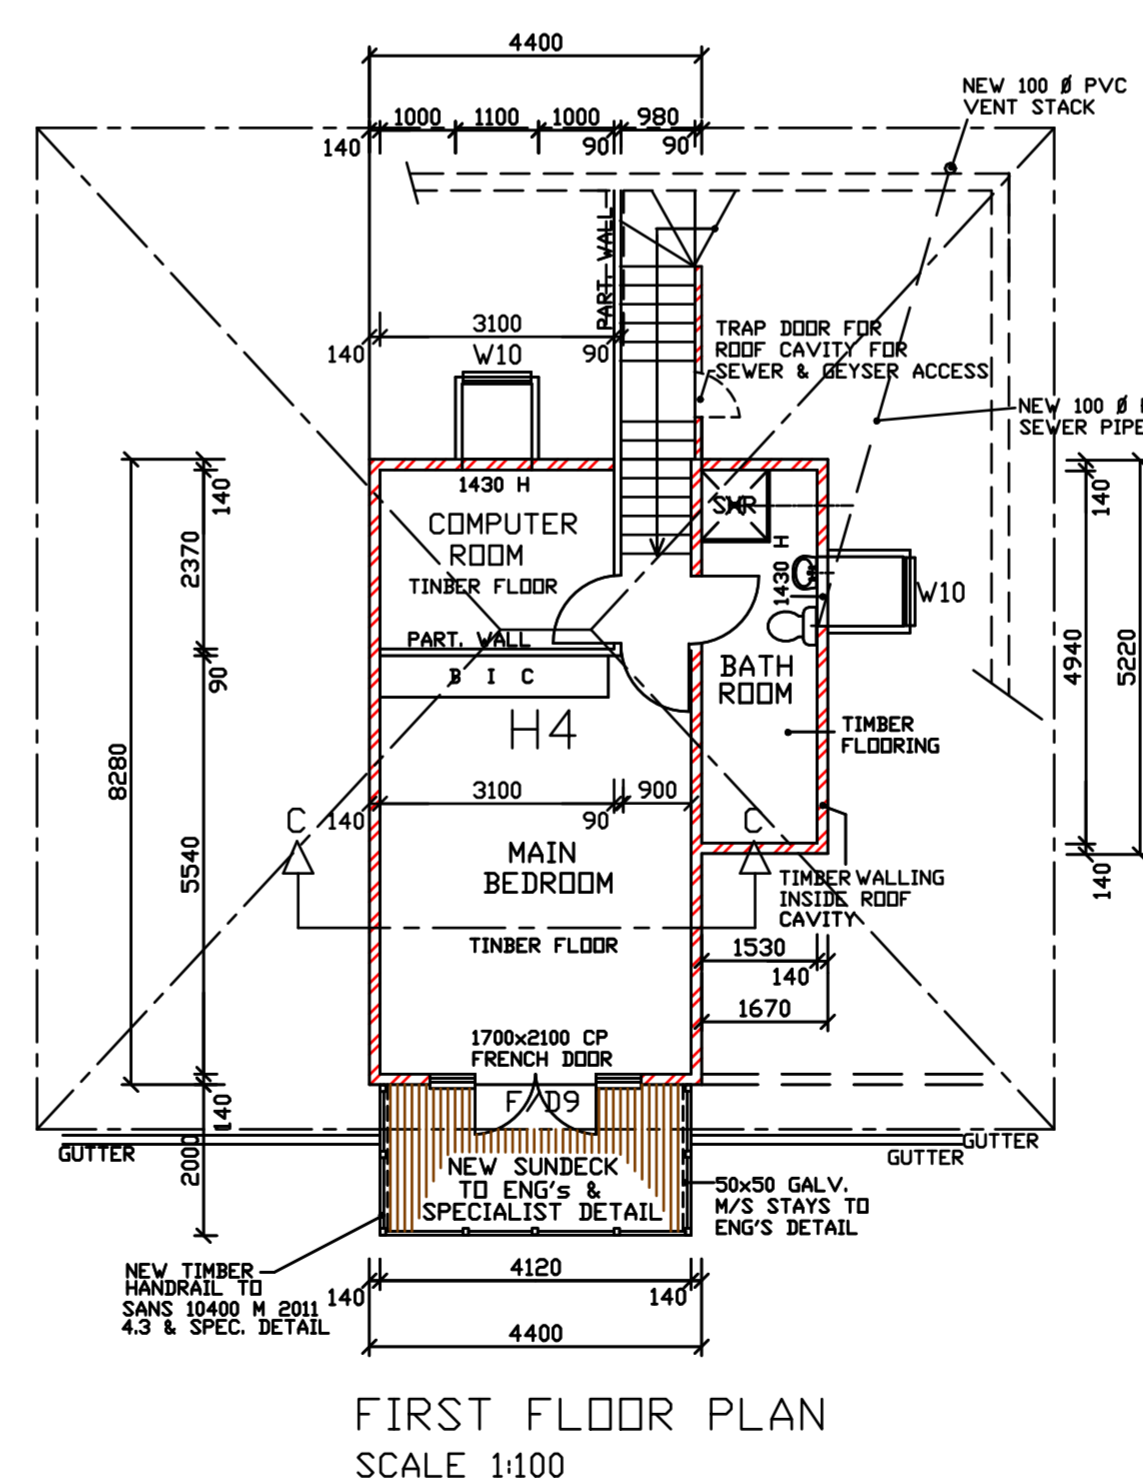 4400
NEW 100 Ø PVC
VENT STACK
1000 1100 1000 980
140 90 90
PART. WALL
3100
140 90
W10
TRAP DOOR FOR
ROOF CAVITY FOR
SEWER & GEYSER ACCESS
NEW 100 Ø
SEWER PIPE
140
1430 H
SHR
140
COMPUTER
ROOM
TINBER FLOOR
2370
1430 H
W10
PART. WALL
B I C
90
BATH
ROOM
4940
5220
H4
TIMBER
FLOORING
8280
3100 900
140 90
C
C
5540
MAIN
BEDROOM
TIMBER WALLING
INSIDE ROOF
CAVITY
140
TINBER FLOOR
1530
140
1670
1700x2100 CP
FRENCH DOOR
140
F/D9
GUTTER
GUTTER
GUTTER
2000
NEW SUNDECK
TO ENG's &
SPECIALIST DETAIL
50x50 GALV.
M/S STAYS TO
ENG'S DETAIL
NEW TIMBER
HANDRAIL TO
SANS 10400 M 2011
4.3 & SPEC. DETAIL
4120
140 140
4400
FIRST FLOOR PLAN
SCALE 1:100